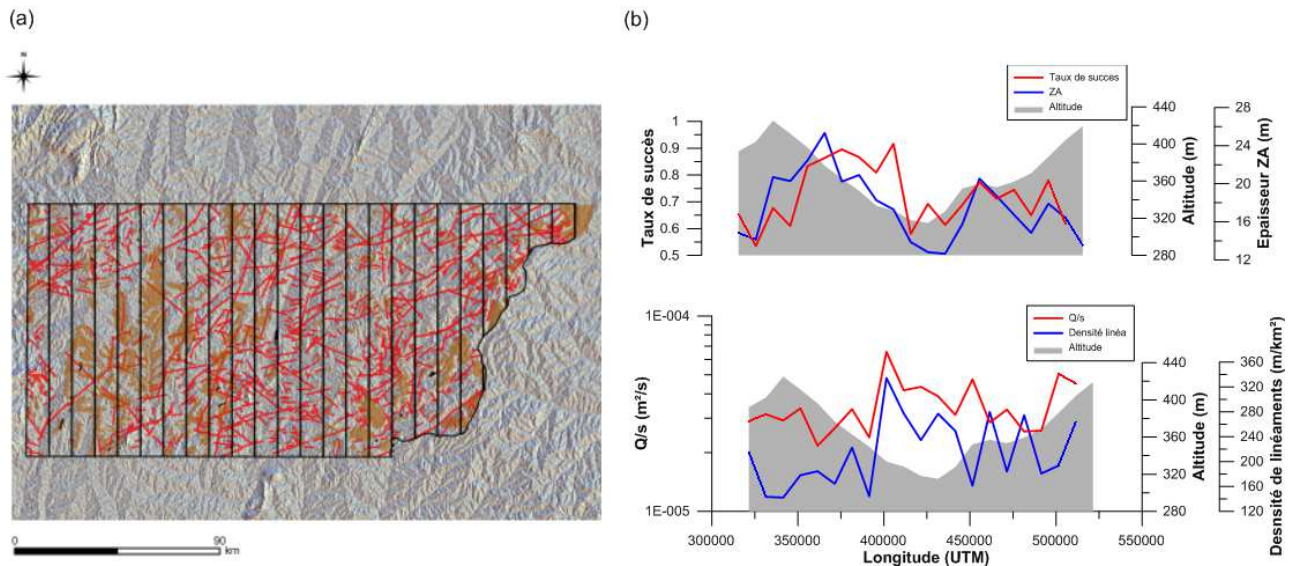 (a)
N
0
90
km
(b)
Taux de succes
ZA
Altitude
Taux de succès
1
0.9
0.8
0.7
0.6
0.5
440
400
360
320
280
Altitude (m)
28
24
20
16
12
Epaisseur ZA (m)
Q/s
Densité linéa
Altitude
Q/s (m²/s)
1E-004
1E-005
440
400
360
320
280
Altitude (m)
360
320
280
240
200
160
120
Desnsité de linéaments (m/km²)
300000
350000
400000
450000
500000
550000
Longitude (UTM)